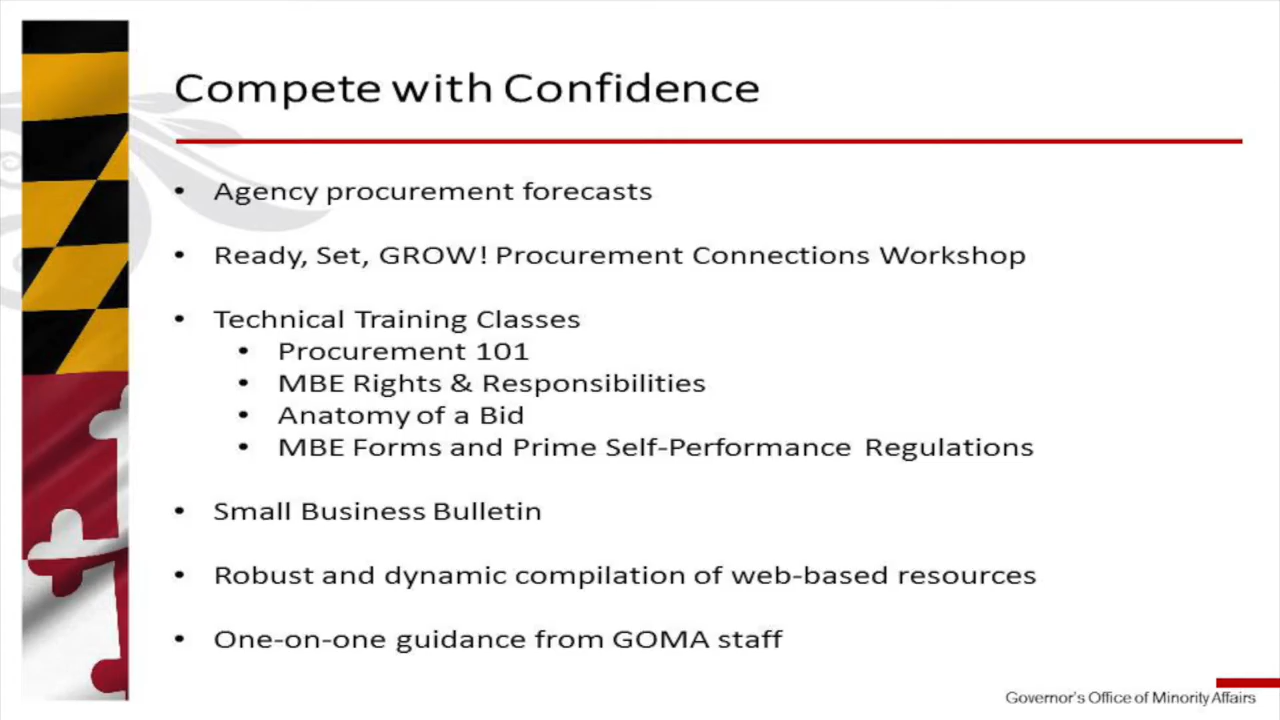 Compete with Confidence
• Agency procurement forecasts
• Ready, Set, GROW! Procurement Connections Workshop
• Technical Training Classes
• Procurement 101
• MBE Rights & Responsibilities
• Anatomy of a Bid
• MBE Forms and Prime Self-Performance Regulations
• Small Business Bulletin
• Robust and dynamic compilation of web-based resources
• One-on-one guidance from GOMA staff
Governor's Office of Minority Affairs